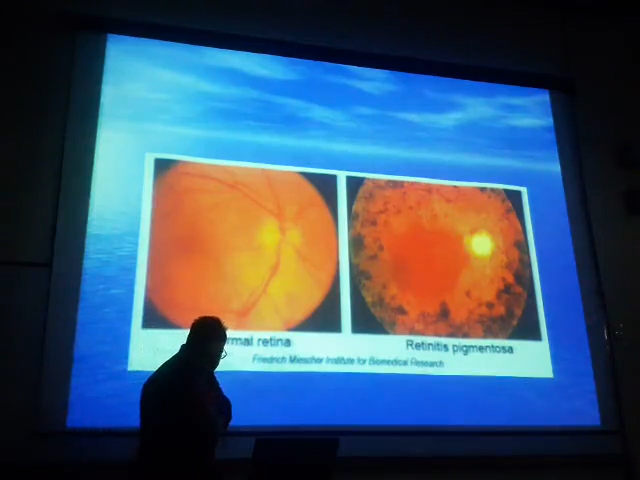 rmal retina
Retinitis pigmentosa
Friedrich Miescher Institute for Biomedical Research